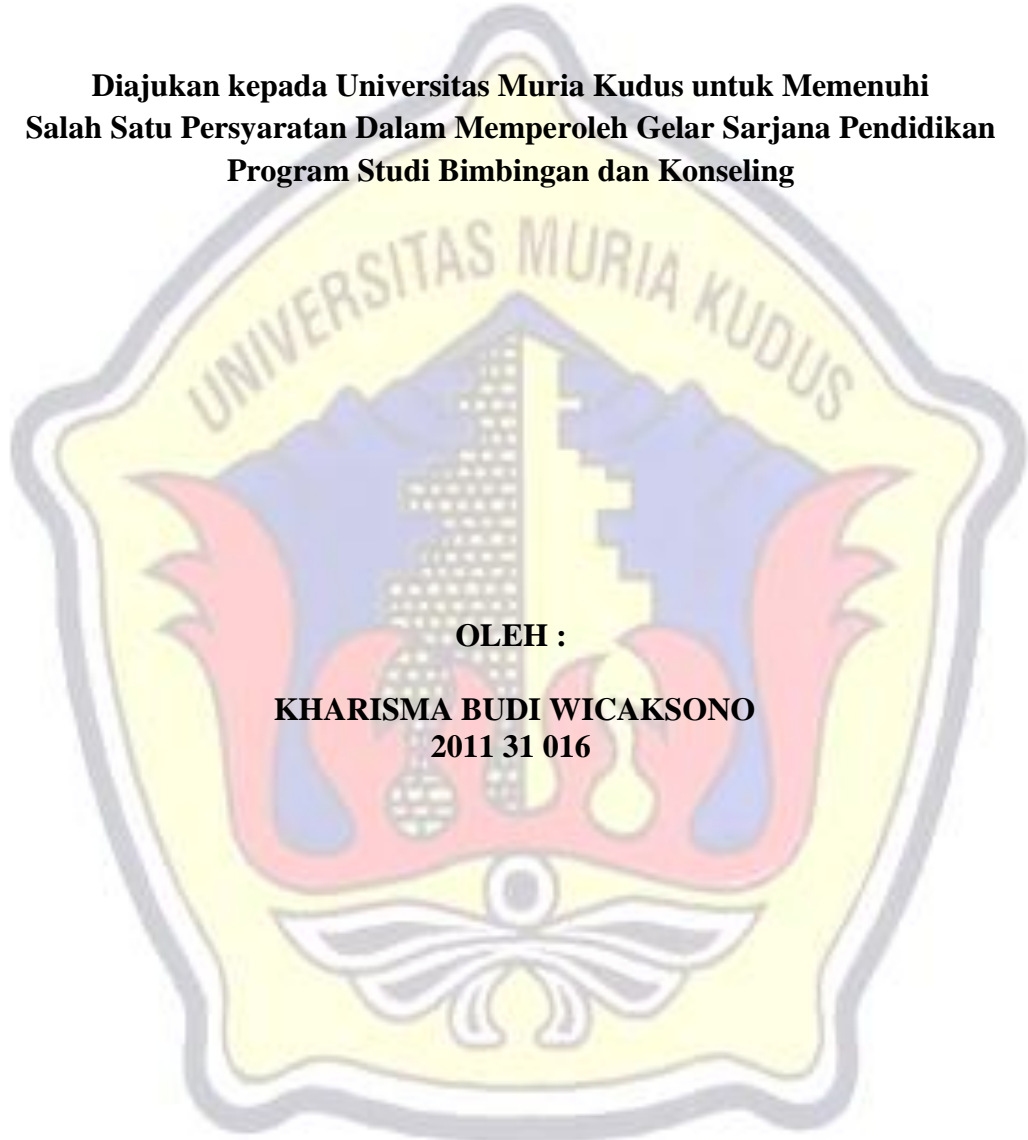 Diajukan kepada Universitas Muria Kudus untuk Memenuhi
Salah Satu Persyaratan Dalam Memperoleh Gelar Sarjana Pendidikan
Program Studi Bimbingan dan Konseling
UNIVERSITAS MURIA KUDUS
OLEH :
KHARISMA BUDI WICAKSONO
2011 31 016